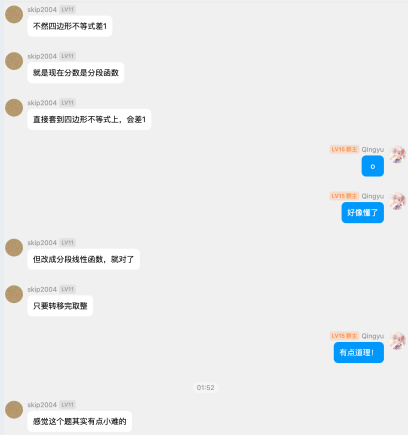 skip2004 LV11
不然四边形不等式差1
skip2004 LV11
就是现在分数是分段函数
skip2004 LV11
直接套到四边形不等式上，会差1
LV15 群主 Qingyu
o
LV15 群主 Qingyu
好像懂了
skip2004 LV11
但改成分段线性函数，就对了
skip2004 LV11
只要转移完取整
LV15 群主 Qingyu
有点道理！
01:52
skip2004 LV11
感觉这个题其实有点小难的